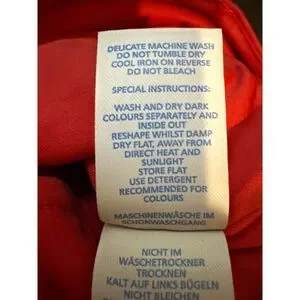 DELICATE MACHINE WASH
DO NOT TUMBLE DRY
COOL IRON ON REVERSE
DO NOT BLEACH
SPECIAL INSTRUCTIONS:
WASH AND DRY DARK
COLOURS SEPARATELY AND
INSIDE OUT
RESHAPE WHILST DAMP
DRY FLAT, AWAY FROM
DIRECT HEAT AND
SUNLIGHT
STORE FLAT
USE DETERGENT
RECOMMENDED FOR
COLOURS
MASCHINENWÄSCHE IM
SCHONWASCHGANG
NICHT IM
WÄSCHETROCKNER
TROCKNEN
KALT AUF LINKS BÜGELN
NICHT BLEICHEN